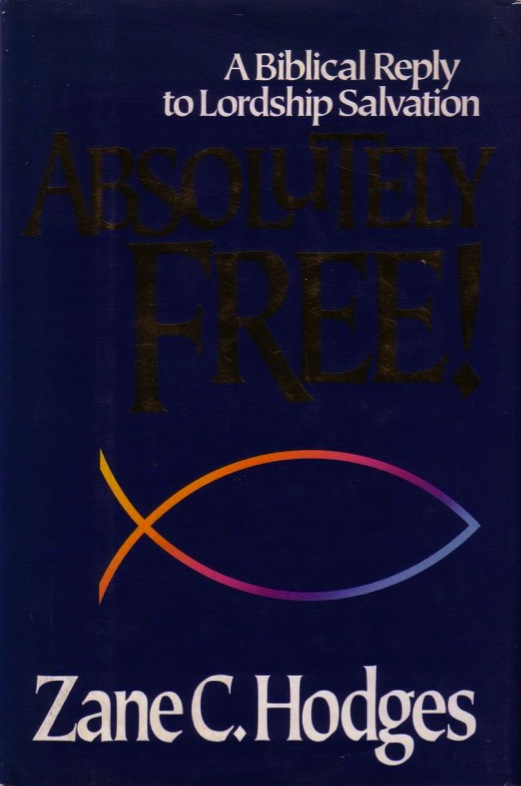 A Biblical Reply
to Lordship Salvation
ABSOLUTELY
FREE!
Zane C. Hodges